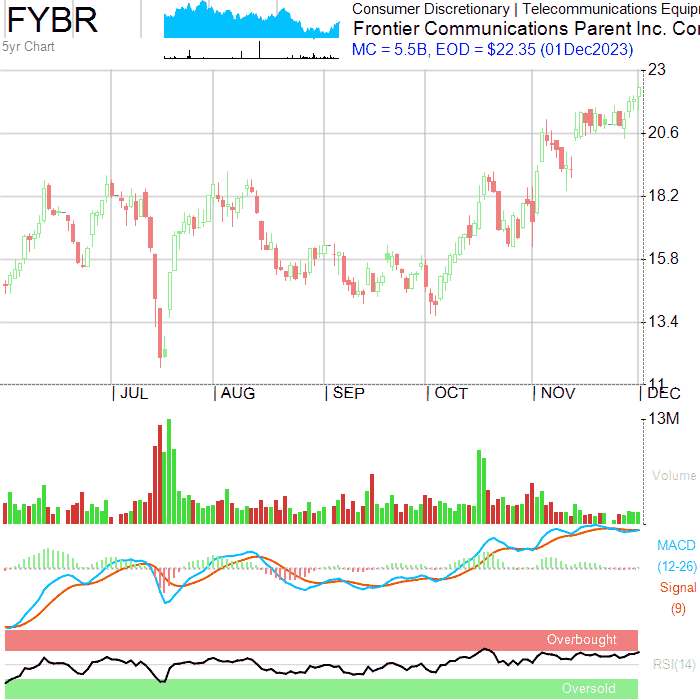 FYBR
5yr Chart
Consumer Discretionary | Telecommunications Equip
Frontier Communications Parent Inc. Co
MC = 5.5B, EOD = $22.35 (01Dec2023)
23
20.6
18.2
15.8
13.4
11
| JUL | AUG | SEP | OCT | NOV | DEC
13M
Volume
MACD
(12-26)
Signal
(9)
Overbought
RSI(14)
Oversold